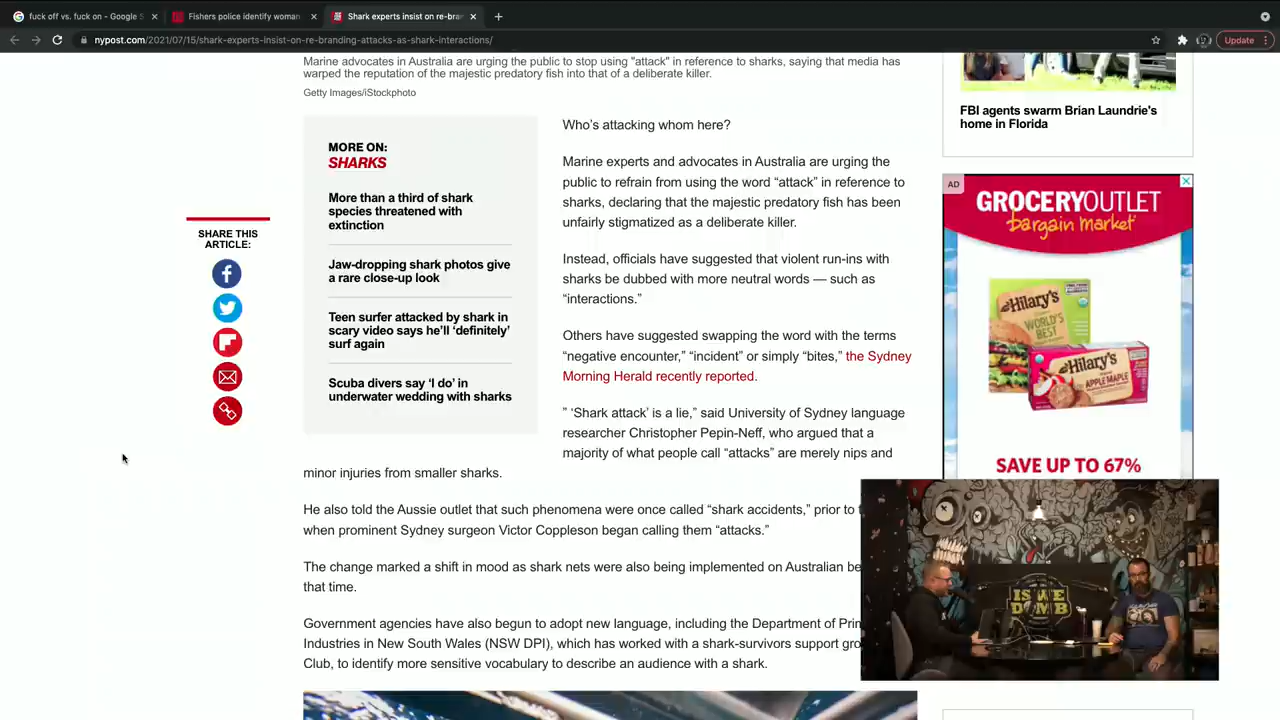 fuck off vs. fuck on - Google S
Fishers police identify woman
Shark experts insist on re-bran
nypost.com/2021/07/15/shark-experts-insist-on-re-branding-attacks-as-shark-interactions/
Update
Marine advocates in Australia are urging the public to stop using "attack" in reference to sharks, saying that media has
warped the reputation of the majestic predatory fish into that of a deliberate killer.
Getty Images/iStockphoto
SHARE THIS
ARTICLE:
MORE ON:
SHARKS
More than a third of shark
species threatened with
extinction
Jaw-dropping shark photos give
a rare close-up look
Teen surfer attacked by shark in
scary video says he’ll ‘definitely’
surf again
Scuba divers say ‘I do’ in
underwater wedding with sharks
Who’s attacking whom here?
Marine experts and advocates in Australia are urging the
public to refrain from using the word “attack” in reference to
sharks, declaring that the majestic predatory fish has been
unfairly stigmatized as a deliberate killer.
Instead, officials have suggested that violent run-ins with
sharks be dubbed with more neutral words — such as
“interactions.”
Others have suggested swapping the word with the terms
“negative encounter,” “incident” or simply “bites,” the Sydney
Morning Herald recently reported.
” ‘Shark attack’ is a lie,” said University of Sydney language
researcher Christopher Pepin-Neff, who argued that a
majority of what people call “attacks” are merely nips and
minor injuries from smaller sharks.
He also told the Aussie outlet that such phenomena were once called “shark accidents,” prior to t
when prominent Sydney surgeon Victor Coppleson began calling them “attacks.”
The change marked a shift in mood as shark nets were also being implemented on Australian be
that time.
Government agencies have also begun to adopt new language, including the Department of Prim
Industries in New South Wales (NSW DPI), which has worked with a shark-survivors support gro
Club, to identify more sensitive vocabulary to describe an audience with a shark.
FBI agents swarm Brian Laundrie's
home in Florida
AD
GROCERY OUTLET
bargain market
Hilary's
WORLD'S
BEST
Hilary's
APPLE MAPLE
SAVE UP TO 67%
IS WE
DUMB